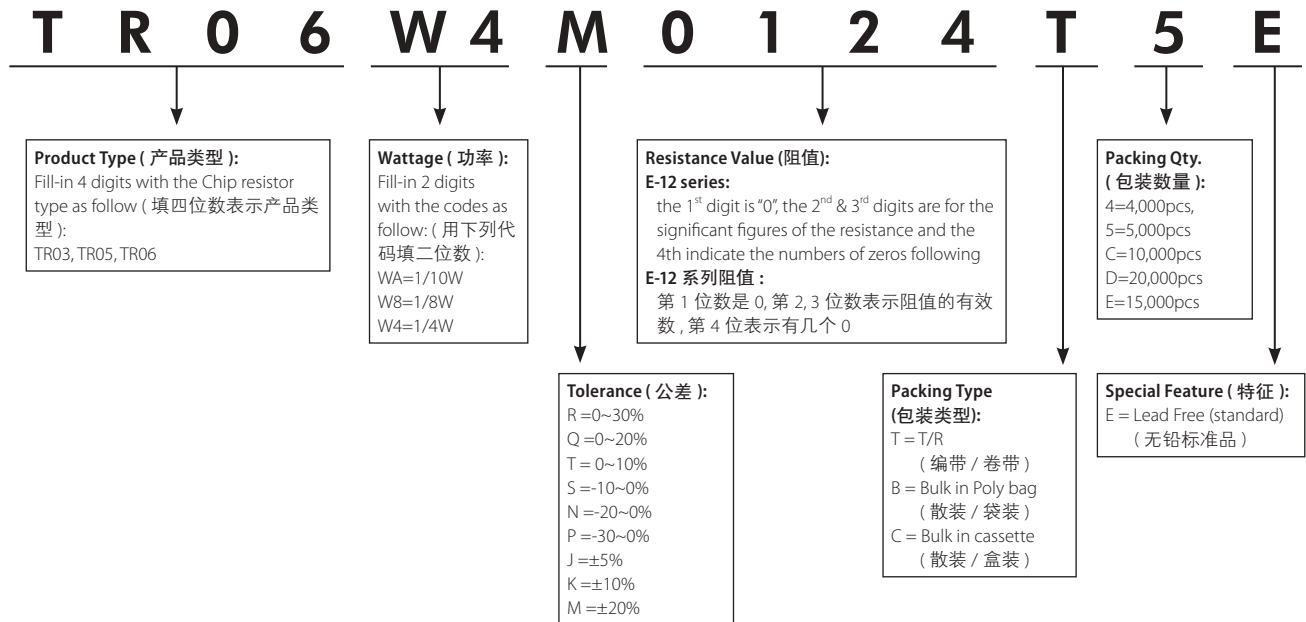 T R 0 6 W 4 M 0 1 2 4 T 5 E
Product Type ( 产品类型 ):
Fill-in 4 digits with the Chip resistor
type as follow ( 填四位数表示产品类
型 ):
TR03, TR05, TR06
Wattage ( 功率 ):
Fill-in 2 digits
with the codes as
follow: ( 用下列代
码填二位数 ):
WA=1/10W
W8=1/8W
W4=1/4W
Resistance Value (阻值):
E-12 series:
the 1st digit is “0”, the 2nd & 3rd digits are for the
significant figures of the resistance and the
4th indicate the numbers of zeros following
E-12 系列阻值 :
第 1 位数是 0, 第 2, 3 位数表示阻值的有效
数 , 第 4 位表示有几个 0
Packing Qty.
( 包装数量 ):
4=4,000pcs,
5=5,000pcs
C=10,000pcs
D=20,000pcs
E=15,000pcs
Tolerance ( 公差 ):
R =0~30%
Q =0~20%
T = 0~10%
S =-10~0%
N =-20~0%
P =-30~0%
J =±5%
K =±10%
M =±20%
Packing Type
(包装类型):
T = T/R
( 编带 / 卷带 )
B = Bulk in Poly bag
( 散装 / 袋装 )
C = Bulk in cassette
( 散装 / 盒装 )
Special Feature ( 特征 ):
E = Lead Free (standard)
( 无铅标准品 )